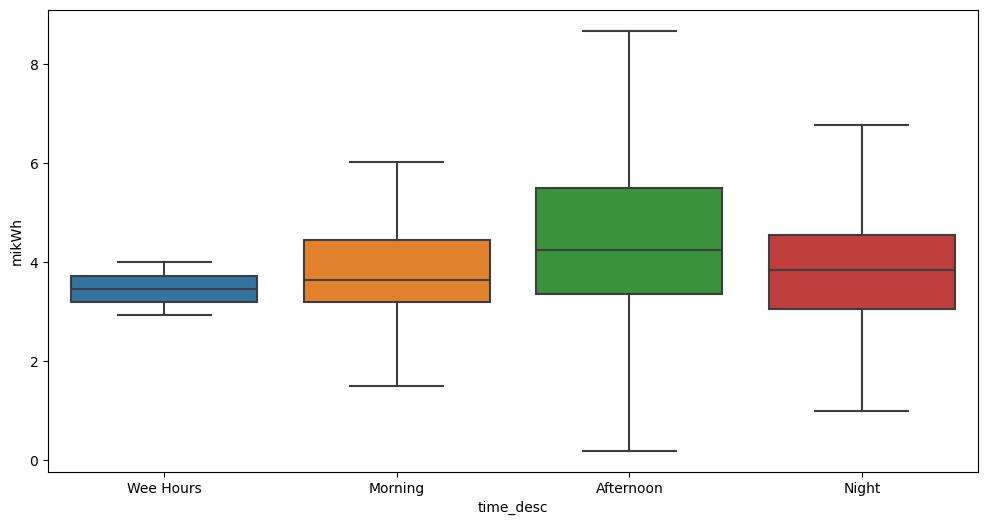 8
6
4
2
0
mikWh
Wee Hours
Morning
Afternoon
Night
time_desc